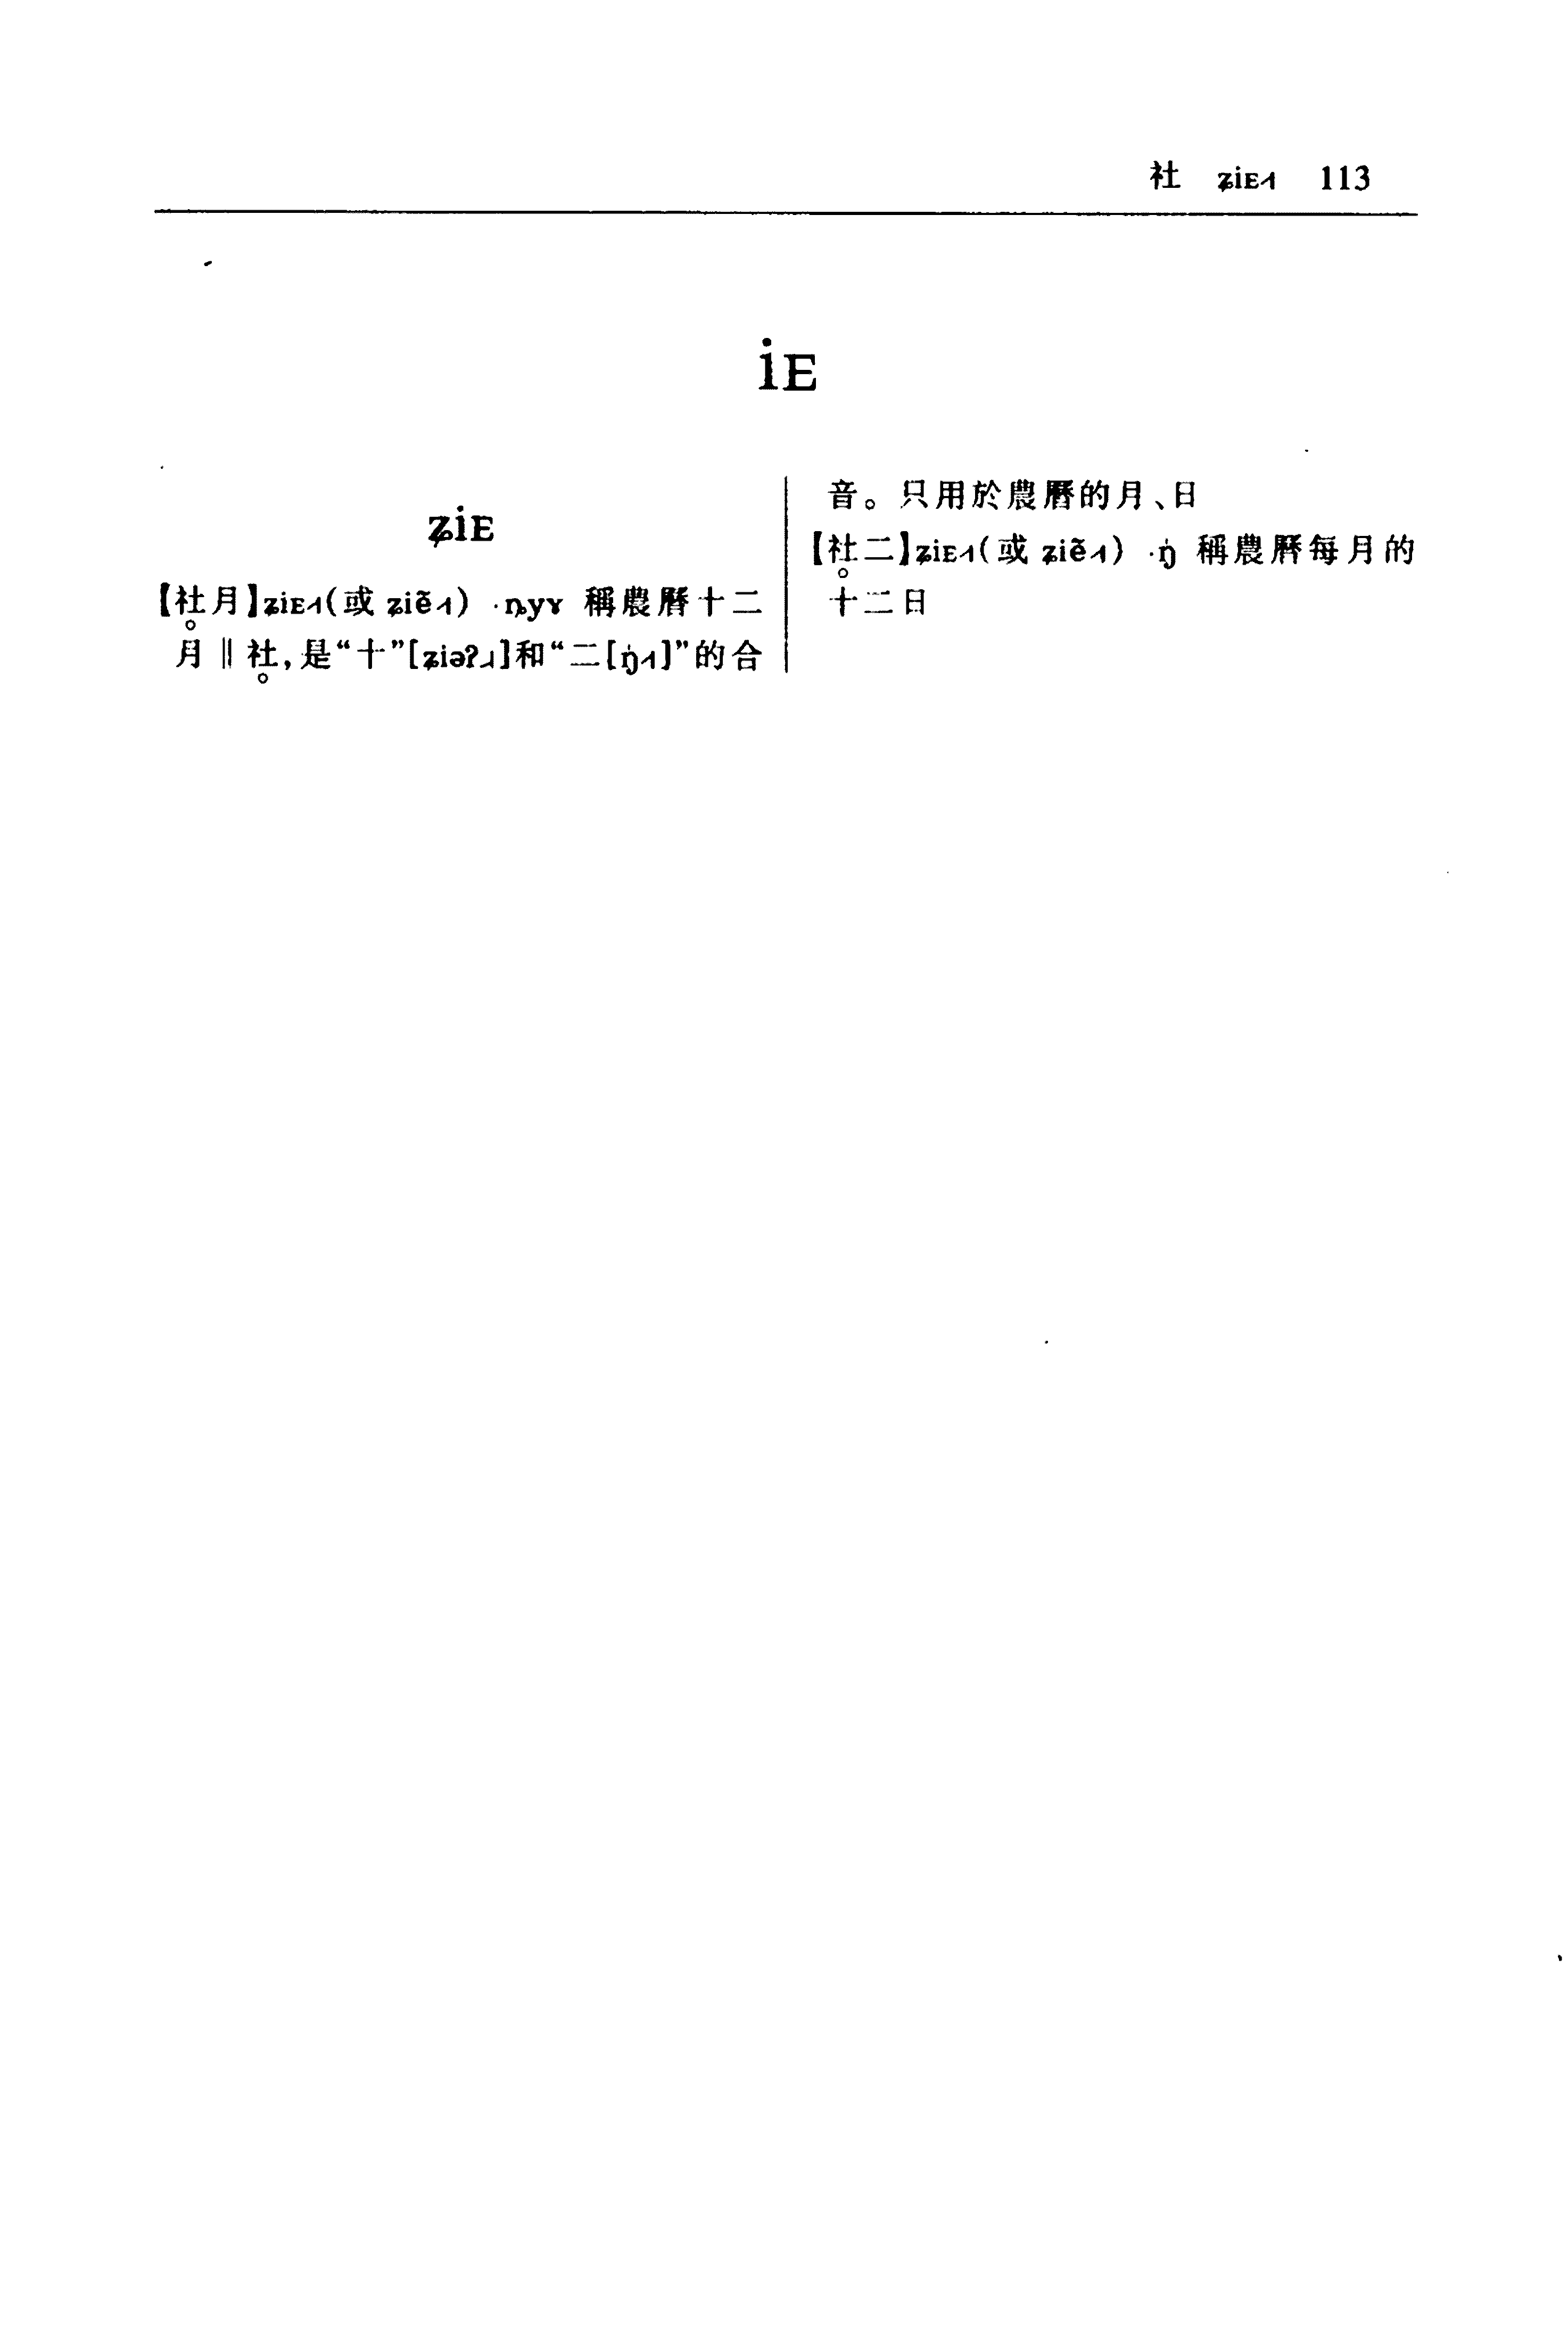 社 ʑiᴇ˧˥ 113
iᴇ
ʑiᴇ
【社̥月】ʑiᴇ˧˥(或 ʑiẽ˧˥) ·ȵyɤ 稱農曆十二
月‖社̥,是“十”[ʑiəʔ˩˨]和“二[ŋ̍˧˥]”的合
音。只用於農曆的月、日
【社̥二】ʑiᴇ˧˥(或 ʑiẽ˧˥) ·ŋ̍ 稱農曆每月的
十二日